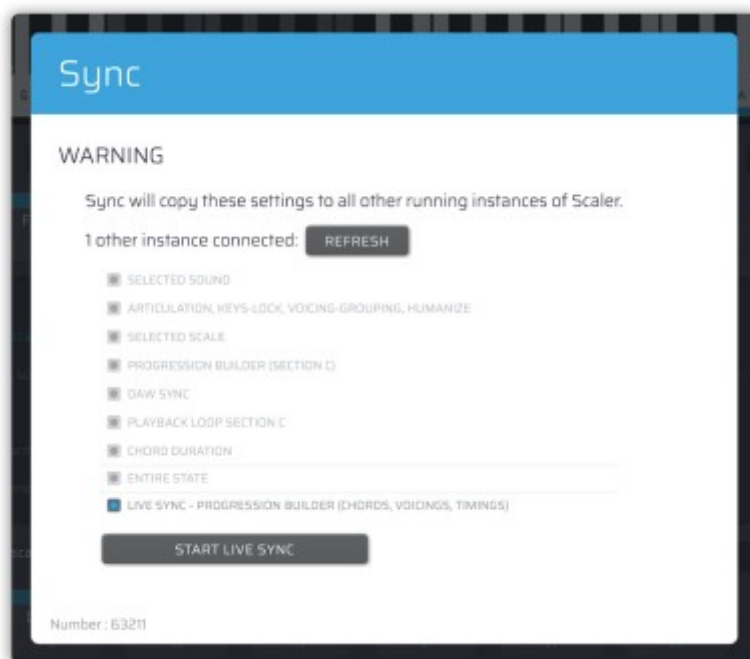 Sync
WARNING
Sync will copy these settings to all other running instances of Scaler.
1 other instance connected: REFRESH
SELECTED SOUND
ARTICULATION, KEYS-LOCK, VOICING-GROUPING, HUMANIZE
SELECTED SCALE
PROGRESSION BUILDER (SECTION C)
DAW SYNC
PLAYBACK LOOP SECTION C
CHORD DURATION
ENTIRE STATE
LIVE SYNC - PROGRESSION BUILDER (CHORDS, VOICINGS, TIMINGS)
START LIVE SYNC
Number : 63211